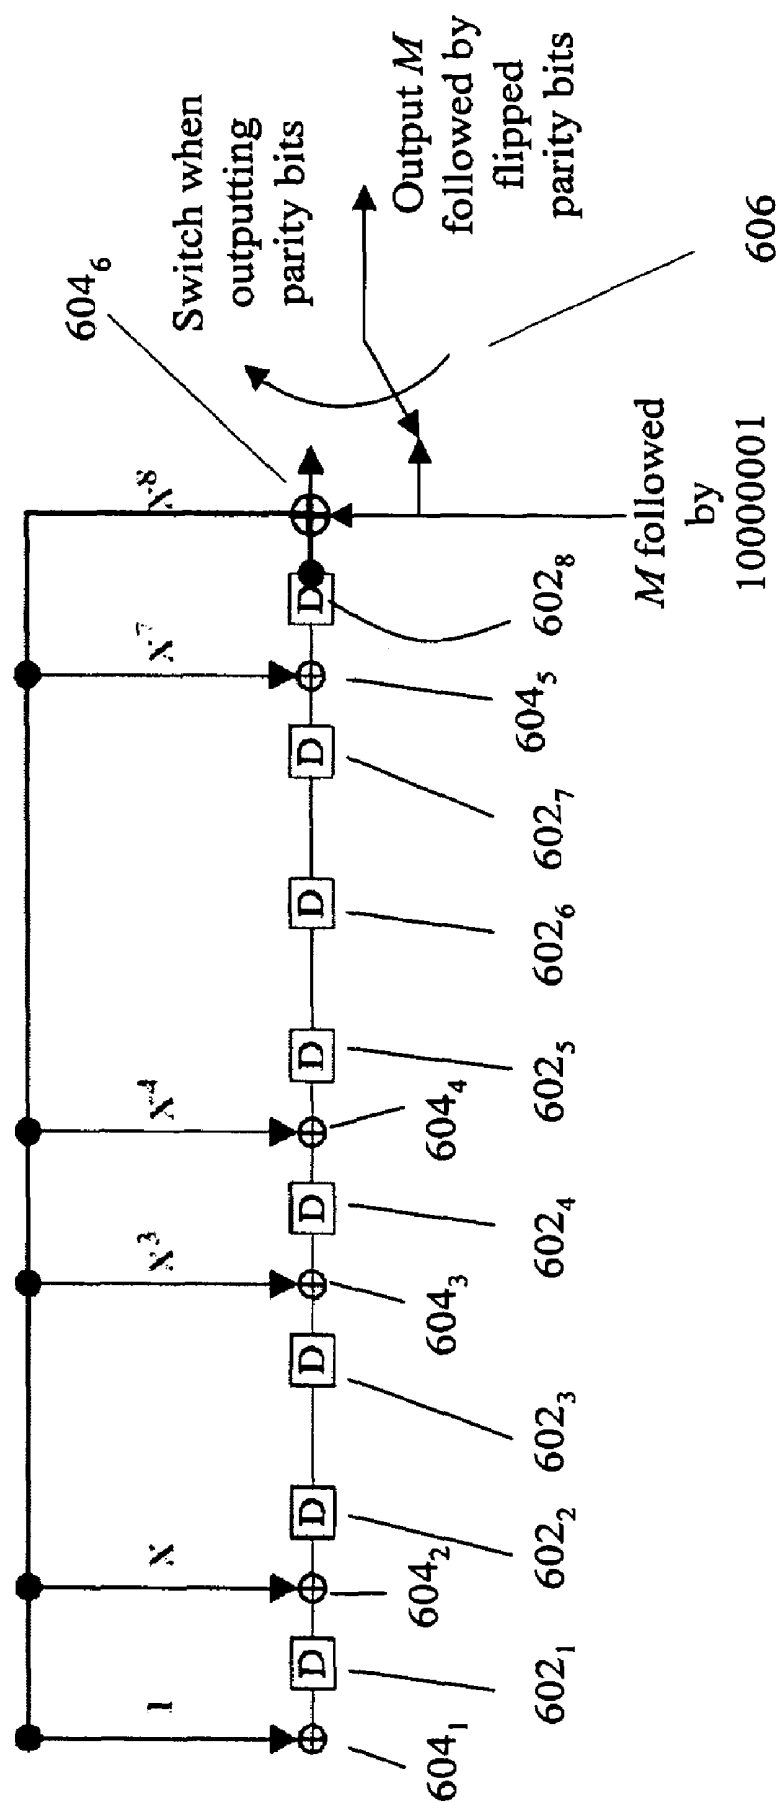 604₆
Switch when
outputting
parity bits
Output M
followed by
flipped
parity bits
606
1
X
X³
X⁴
X⁷
X⁸
D
D
D
D
D
D
D
D
604₁
602₁
604₂
602₂
602₃
604₃
602₄
604₄
602₅
602₆
602₇
604₅
602₈
M followed
by
10000001